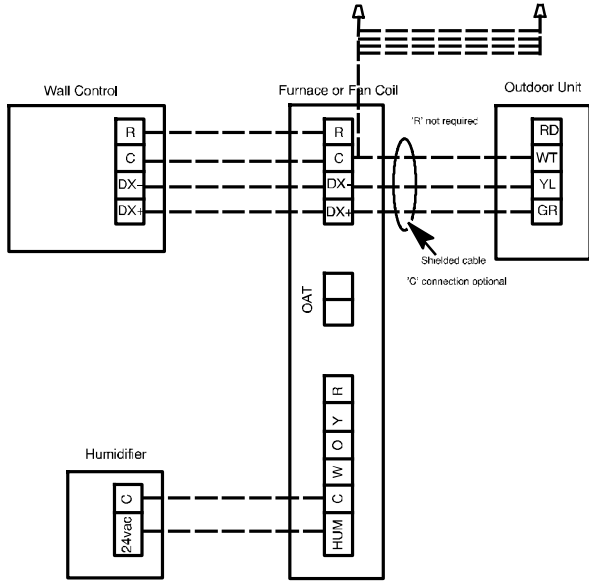 Wall Control
Furnace or Fan Coil
Outdoor Unit
R
C
DX-
DX+
R
C
DX-
DX+
'R' not required
RD
WT
YL
GR
Shielded cable
'C' connection optional
OAT
R
Y
O
W
C
HUM
Humidifier
C
24vac